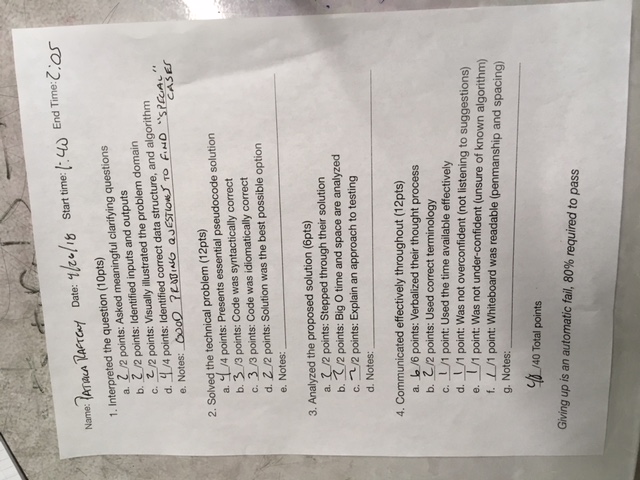 Name: PATRICA RAFTERY Date: 4/26/18 Start time: 1:40 End Time: 2:05
1. Interpreted the question (10pts)
a. 2 /2 points: Asked meaningful clarifying questions
b. 2 /2 points: Identified inputs and outputs
c. 2 /2 points: Visually illustrated the problem domain
d. 4 /4 points: Identified correct data structure, and algorithm
e. Notes: GOOD PROBING QUESTIONS TO FIND "SPECIAL"
CASES
2. Solved the technical problem (12pts)
a. 4 /4 points: Presents essential pseudocode solution
b. 3 /3 points: Code was syntactically correct
c. 3 /3 points: Code was idiomatically correct
d. 2 /2 points: Solution was the best possible option
e. Notes:
3. Analyzed the proposed solution (6pts)
a. 2 /2 points: Stepped through their solution
b. 2 /2 points: Big O time and space are analyzed
c. 2 /2 points: Explain an approach to testing
d. Notes:
4. Communicated effectively throughout (12pts)
a. 6 /6 points: Verbalized their thought process
b. 2 /2 points: Used correct terminology
c. 1 /1 point: Used the time available effectively
d. 1 /1 point: Was not overconfident (not listening to suggestions)
e. 1 /1 point: Was not under-confident (unsure of known algorithm)
f. 1 /1 point: Whiteboard was readable (penmanship and spacing)
g. Notes:
/40 Total points
Giving up is an automatic fail, 80% required to pass